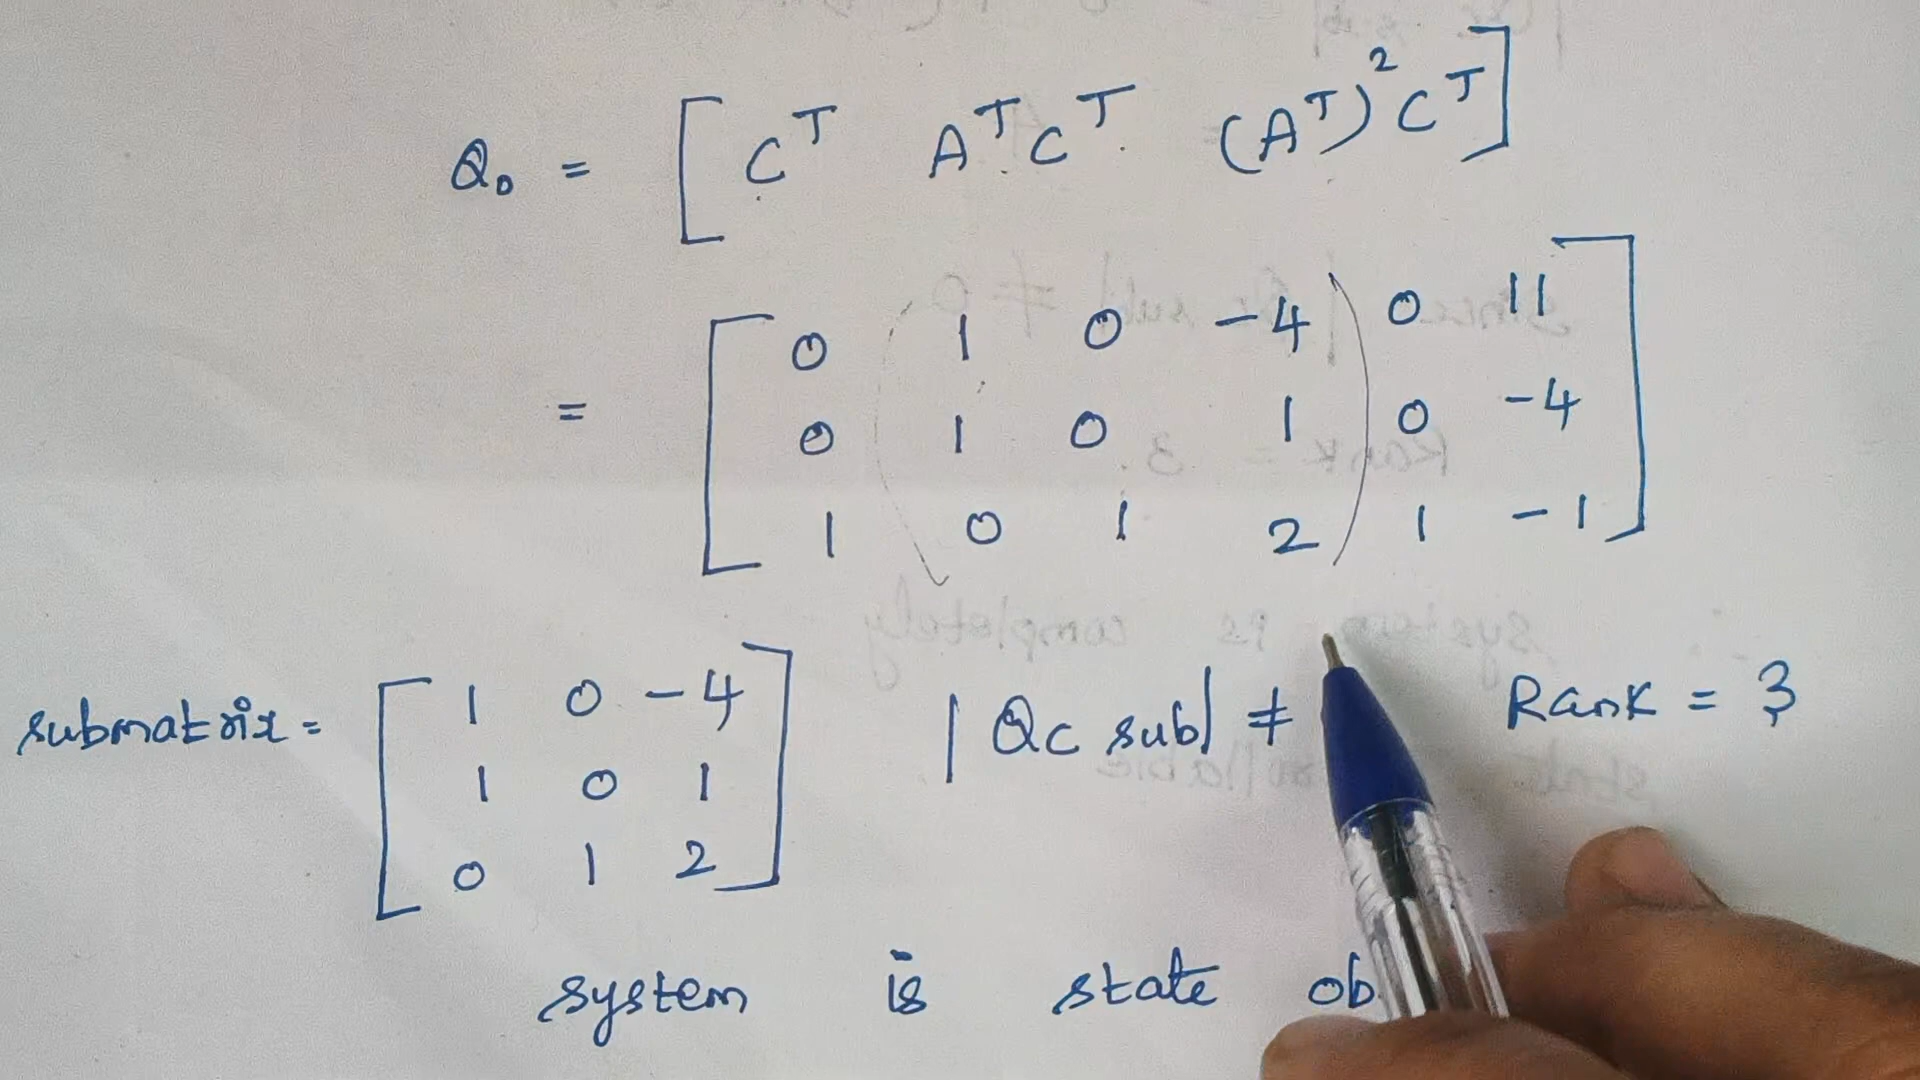 Q₀ = [ Cᵀ AᵀCᵀ (Aᵀ)²Cᵀ ]
= [ 0 1 0 -4 0 11
0 1 0 1 0 -4
1 0 1 2 1 -1 ]
submatrix = [ 1 0 -4
1 0 1
0 1 2 ]
|Qc sub| ≠ Rank = 3
system is state ob